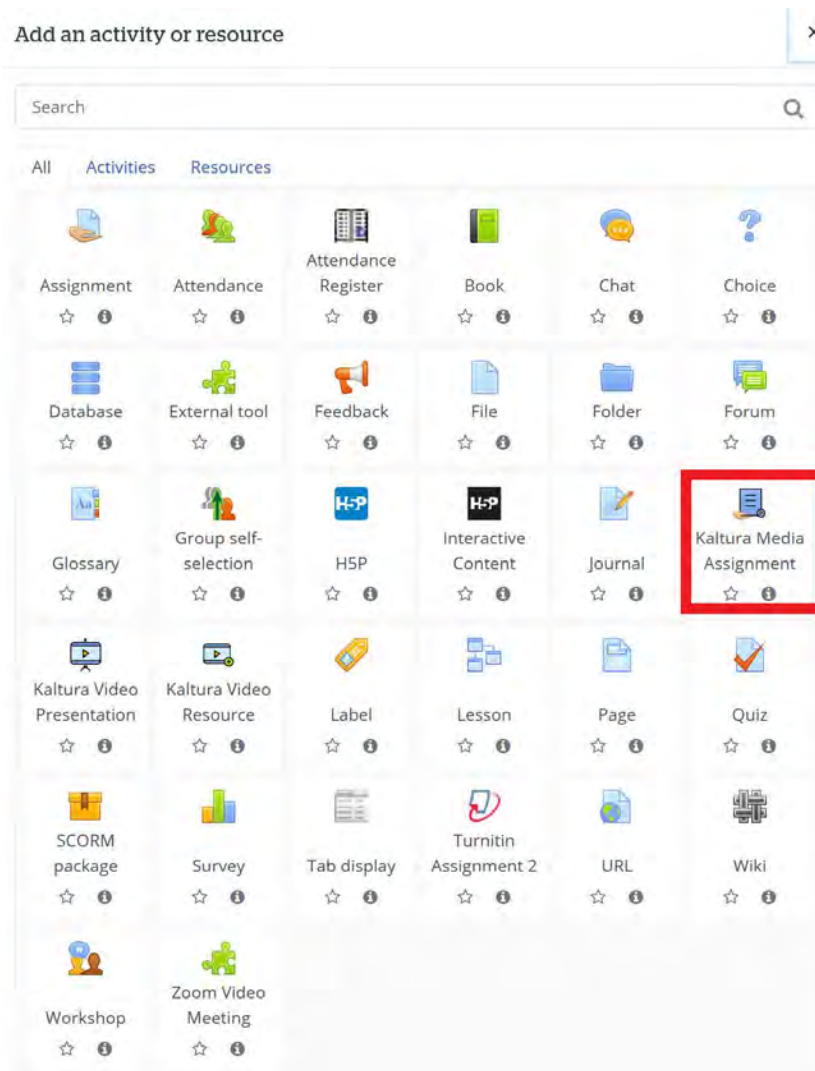 Add an activity or resource
Search
All Activities Resources
Assignment
Attendance
Attendance
Register
Book
Chat
Choice
Database
External tool
Feedback
File
Folder
Forum
Glossary
Group self-
selection
H5P
H5P
Interactive
Content
Journal
Kaltura Media
Assignment
Kaltura Video
Presentation
Kaltura Video
Resource
Label
Lesson
Page
Quiz
SCORM
package
Survey
Tab display
Turnitin
Assignment 2
URL
Wiki
Workshop
Zoom Video
Meeting